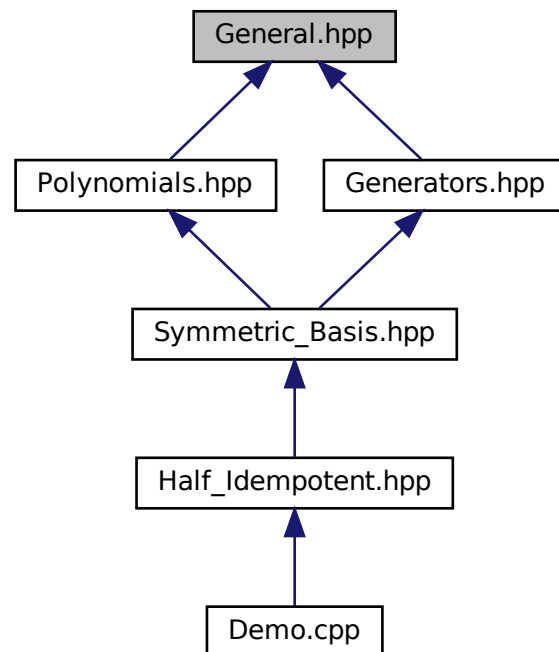 General.hpp
Polynomials.hpp
Generators.hpp
Symmetric_Basis.hpp
Half_Idempotent.hpp
Demo.cpp